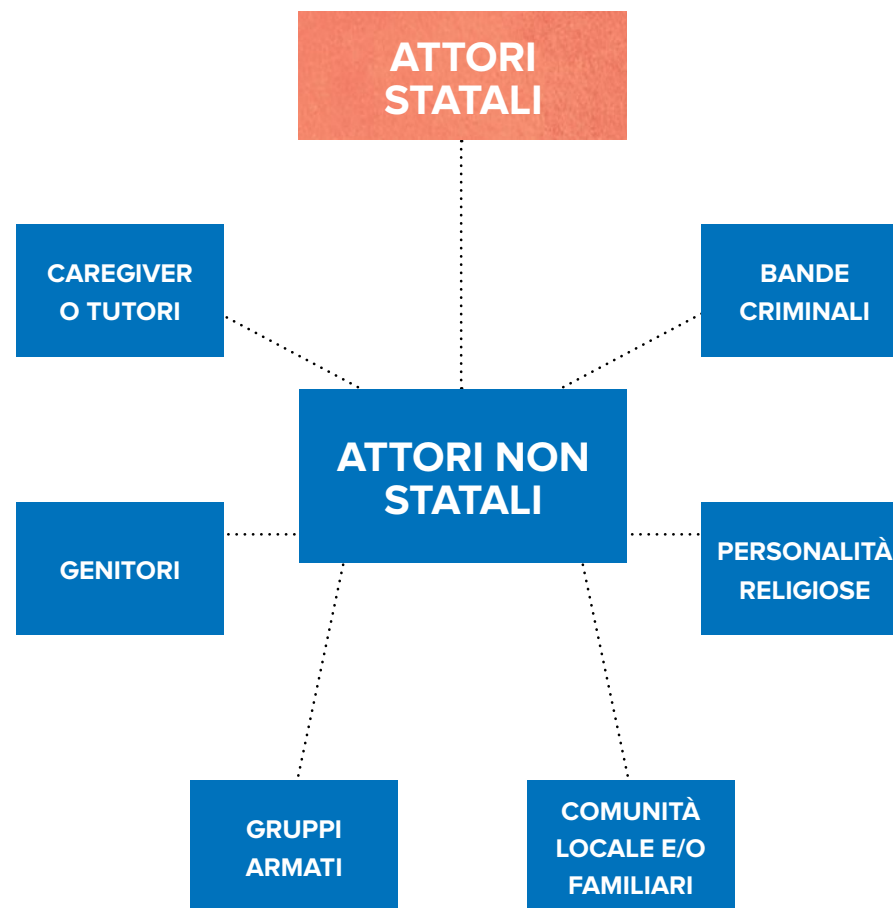 ATTORI
STATALI
CAREGIVER
O TUTORI
BANDE
CRIMINALI
ATTORI NON
STATALI
GENITORI
PERSONALITÀ
RELIGIOSE
GRUPPI
ARMATI
COMUNITÀ
LOCALE E/O
FAMILIARI